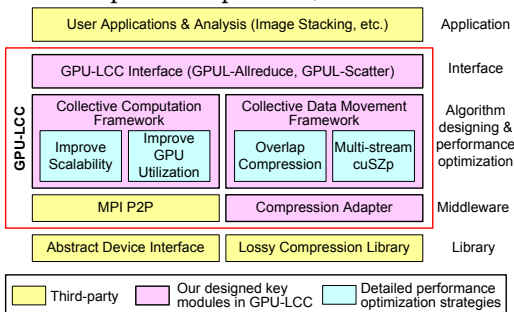 User Applications & Analysis (Image Stacking, etc.)
Application
GPU-LCC
GPU-LCC Interface (GPUL-Allreduce, GPUL-Scatter)
Interface
Collective Computation
Framework
Improve
Scalability
Improve
GPU
Utilization
Collective Data Movement
Framework
Overlap
Compression
Multi-stream
cuSZp
Algorithm
designing &
performance
optimization
MPI P2P
Compression Adapter
Middleware
Abstract Device Interface
Lossy Compression Library
Library
Third-party
Our designed key
modules in GPU-LCC
Detailed performance
optimization strategies